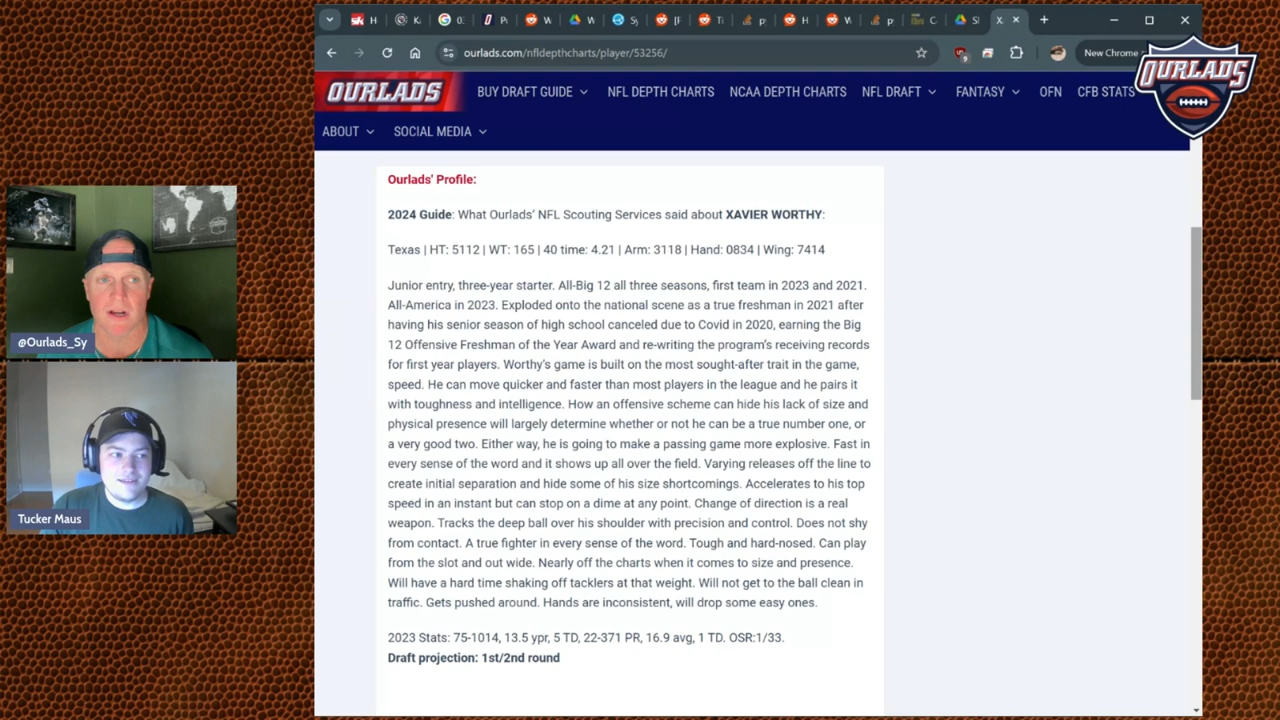 ourlads.com/nfldepthcharts/player/53256/
New Chrome
OURLADS
BUY DRAFT GUIDE
NFL DEPTH CHARTS
NCAA DEPTH CHARTS
NFL DRAFT
FANTASY
OFN
CFB STATS
ABOUT
SOCIAL MEDIA
OURLADS
Ourlads' Profile:
2024 Guide: What Ourlads' NFL Scouting Services said about XAVIER WORTHY:
Texas | HT: 5112 | WT: 165 | 40 time: 4.21 | Arm: 3118 | Hand: 0834 | Wing: 7414
Junior entry, three-year starter. All-Big 12 all three seasons, first team in 2023 and 2021.
All-America in 2023. Exploded onto the national scene as a true freshman in 2021 after
having his senior season of high school canceled due to Covid in 2020, earning the Big
12 Offensive Freshman of the Year Award and re-writing the program's receiving records
for first year players. Worthy's game is built on the most sought-after trait in the game,
speed. He can move quicker and faster than most players in the league and he pairs it
with toughness and intelligence. How an offensive scheme can hide his lack of size and
physical presence will largely determine whether or not he can be a true number one, or
a very good two. Either way, he is going to make a passing game more explosive. Fast in
every sense of the word and it shows up all over the field. Varying releases off the line to
create initial separation and hide some of his size shortcomings. Accelerates to his top
speed in an instant but can stop on a dime at any point. Change of direction is a real
weapon. Tracks the deep ball over his shoulder with precision and control. Does not shy
from contact. A true fighter in every sense of the word. Tough and hard-nosed. Can play
from the slot and out wide. Nearly off the charts when it comes to size and presence.
Will have a hard time shaking off tacklers at that weight. Will not get to the ball clean in
traffic. Gets pushed around. Hands are inconsistent, will drop some easy ones.
2023 Stats: 75-1014, 13.5 ypr, 5 TD, 22-371 PR, 16.9 avg, 1 TD. OSR:1/33.
Draft projection: 1st/2nd round
@Ourlads_Sy
Tucker Maus